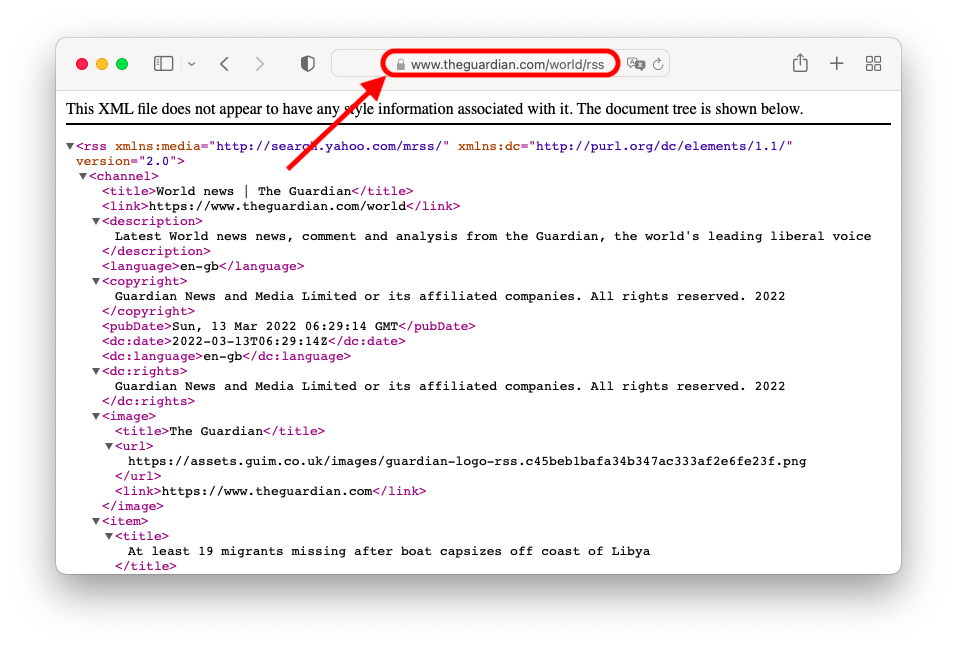 www.theguardian.com/world/rss
This XML file does not appear to have any style information associated with it. The document tree is shown below.
<rss xmlns:media="http://search.yahoo.com/mrss/" xmlns:dc="http://purl.org/dc/elements/1.1/"
version="2.0">
<channel>
<title>World news | The Guardian</title>
<link>https://www.theguardian.com/world</link>
<description>
Latest World news news, comment and analysis from the Guardian, the world's leading liberal voice
</description>
<language>en-gb</language>
<copyright>
Guardian News and Media Limited or its affiliated companies. All rights reserved. 2022
</copyright>
<pubDate>Sun, 13 Mar 2022 06:29:14 GMT</pubDate>
<dc:date>2022-03-13T06:29:14Z</dc:date>
<dc:language>en-gb</dc:language>
<dc:rights>
Guardian News and Media Limited or its affiliated companies. All rights reserved. 2022
</dc:rights>
<image>
<title>The Guardian</title>
<url>
https://assets.guim.co.uk/images/guardian-logo-rss.c45beb1bafa34b347ac333af2e6fe23f.png
</url>
<link>https://www.theguardian.com</link>
</image>
<item>
<title>
At least 19 migrants missing after boat capsizes off coast of Libya
</title>